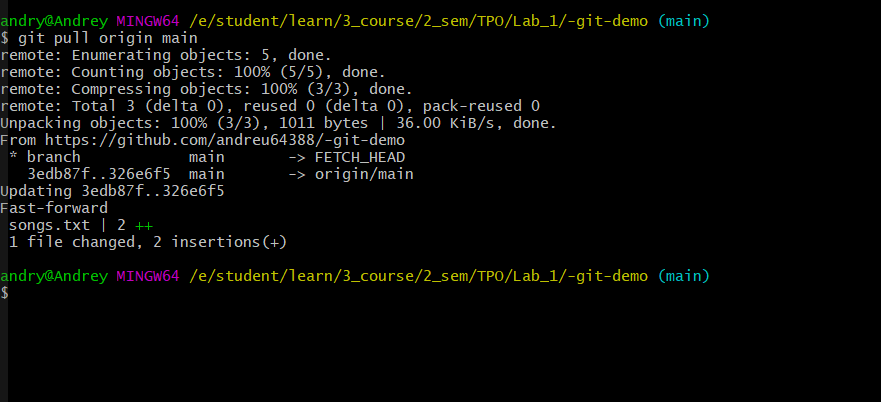 andry@Andrey MINGW64 /e/student/learn/3_course/2_sem/TPO/Lab_1/-git-demo (main)
$ git pull origin main
remote: Enumerating objects: 5, done.
remote: Counting objects: 100% (5/5), done.
remote: Compressing objects: 100% (3/3), done.
remote: Total 3 (delta 0), reused 0 (delta 0), pack-reused 0
Unpacking objects: 100% (3/3), 1011 bytes | 36.00 KiB/s, done.
From https://github.com/andreu64388/-git-demo
 * branch            main       -> FETCH_HEAD
   3edb87f..326e6f5  main       -> origin/main
Updating 3edb87f..326e6f5
Fast-forward
 songs.txt | 2 ++
 1 file changed, 2 insertions(+)
andry@Andrey MINGW64 /e/student/learn/3_course/2_sem/TPO/Lab_1/-git-demo (main)
$